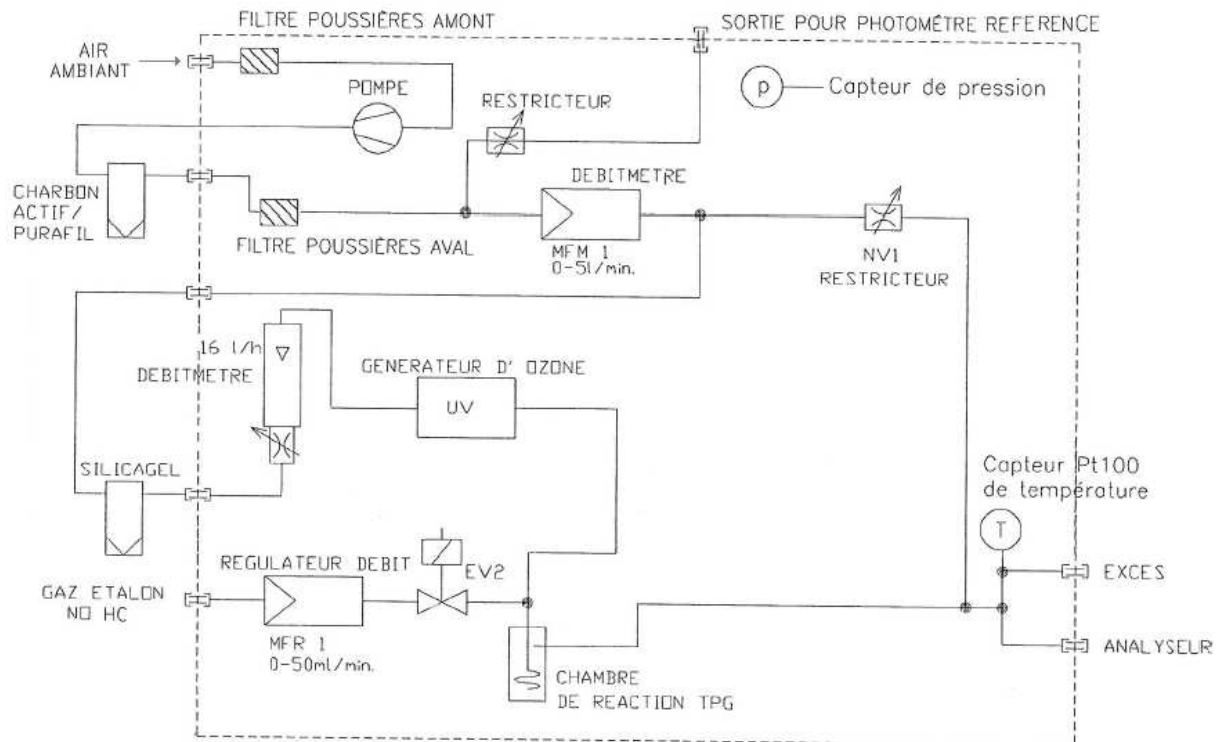 FILTRE POUSSIÈRES AMONT
SORTIE POUR PHOTOMÈTRE REFERENCE
AIR
AMBIANT
POMPE
RESTRICTEUR
p
Capteur de pression
CHARBON
ACTIF/
PURAFIL
FILTRE POUSSIÈRES AVAL
DEBITMETRE
MFM 1
0-5l/min.
NV1
RESTRICTEUR
16 l/h
DEBITMETRE
GENERATEUR D' OZONE
UV
SILICAGEL
Capteur Pt100
de température
T
REGULATEUR DEBIT
EV2
GAZ ETALON
NO HC
MFR 1
0-50ml/min.
EXCES
ANALYSEUR
CHAMBRE
DE REACTION TPG